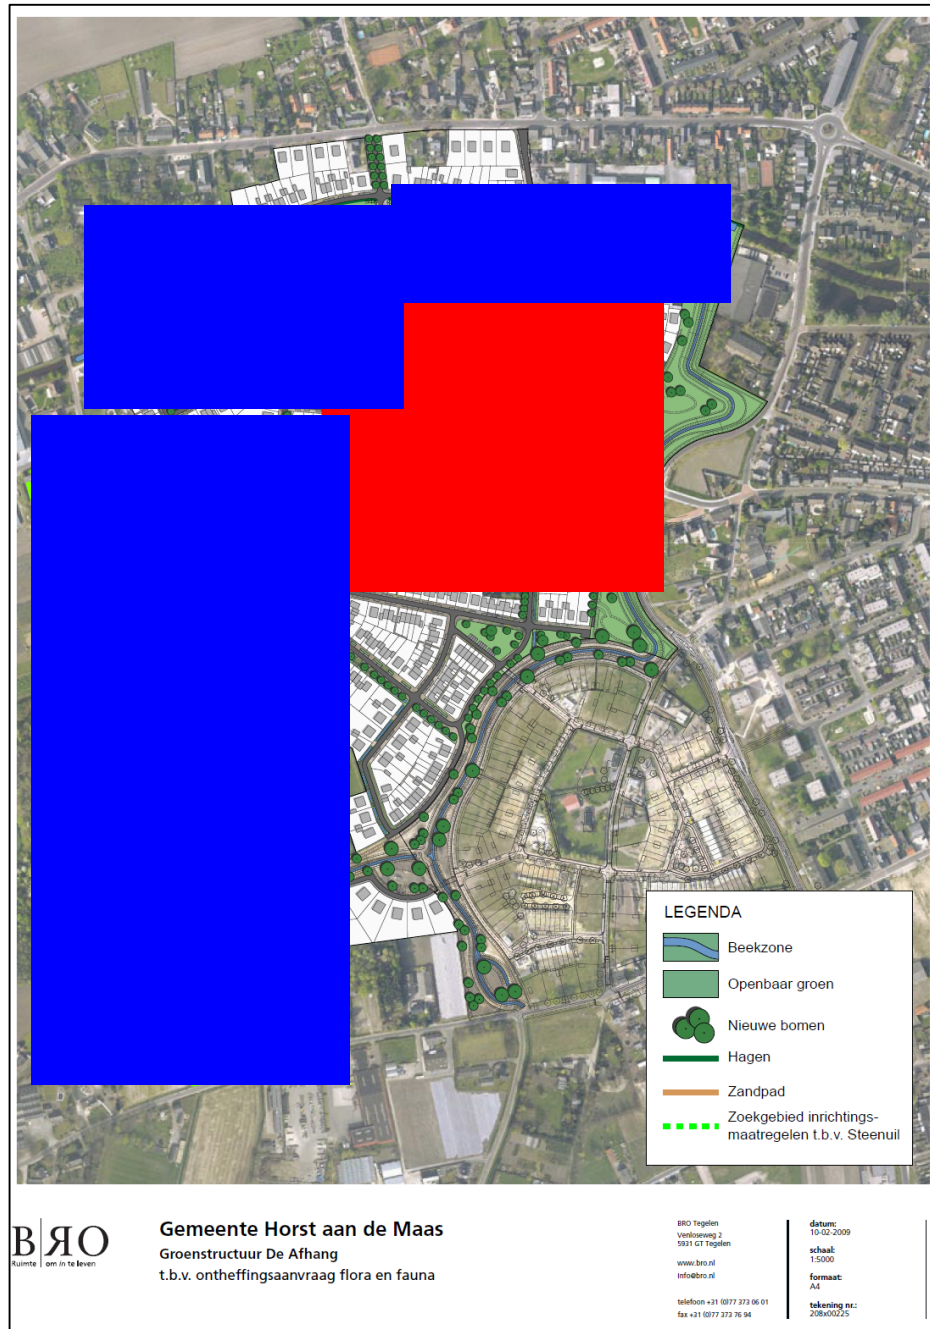 LEGENDA
Beekzone
Openbaar groen
Nieuwe bomen
Hagen
Zandpad
Zoekgebied inrichtings-
maatregelen t.b.v. Steenuil
BRO
Ruimte om in te leven
Gemeente Horst aan de Maas
Groenstructuur De Afhang
t.b.v. ontheffingsaanvraag flora en fauna
BRO Tegelen
Venloseweg 2
5931 GT Tegelen
www.bro.nl
info@bro.nl
telefoon +31 (0)77 373 06 01
fax +31 (0)77 373 76 94
datum:
10-02-2009
schaal:
1:5000
formaat:
A4
tekening nr.:
208x00225